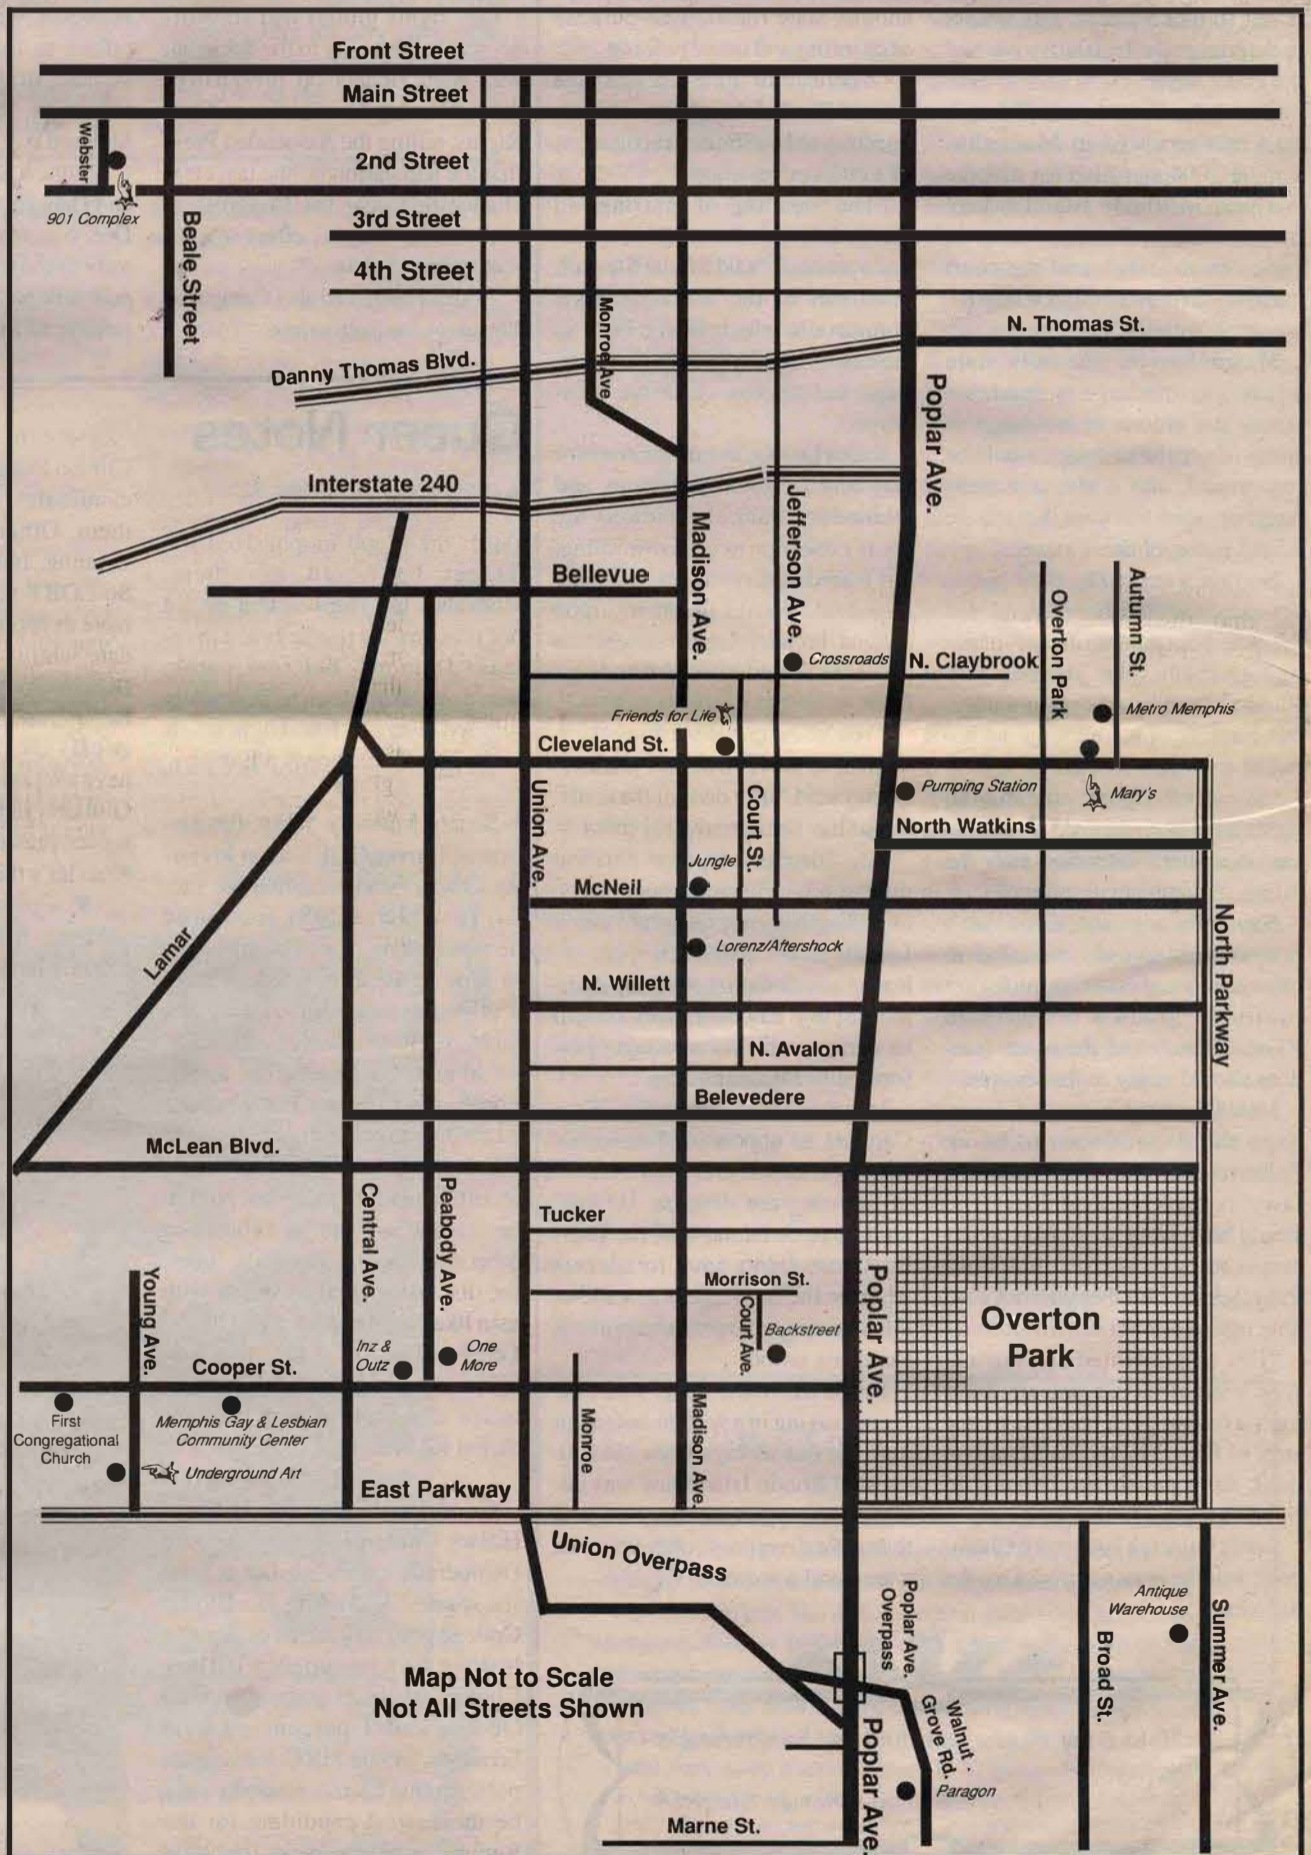 Front Street
Main Street
Webster
2nd Street
901 Complex
3rd Street
Beale Street
4th Street
Monroe Ave
N. Thomas St.
Danny Thomas Blvd.
Poplar Ave.
Interstate 240
Madison Ave.
Jefferson Ave.
Bellevue
Overton Park
Autumn St.
Crossroads
N. Claybrook
Friends for Life
Metro Memphis
Cleveland St.
Union Ave.
Court St.
Pumping Station
Mary's
North Watkins
Jungle
McNeil
North Parkway
Lamar
Lorenz/Aftershock
N. Willett
N. Avalon
Belevedere
McLean Blvd.
Central Ave.
Peabody Ave.
Tucker
Young Ave.
Morrison St.
Court Ave.
Poplar Ave.
Overton
Park
Backstreet
Inz &
Outz
One
More
Cooper St.
First
Congregational
Church
Memphis Gay & Lesbian
Community Center
Monroe
Madison Ave.
Underground Art
East Parkway
Union Overpass
Poplar Ave.
Overpass
Antique
Warehouse
Broad St.
Summer Ave.
Map Not to Scale
Not All Streets Shown
Walnut
Grove Rd.
Poplar Ave.
Paragon
Marne St.